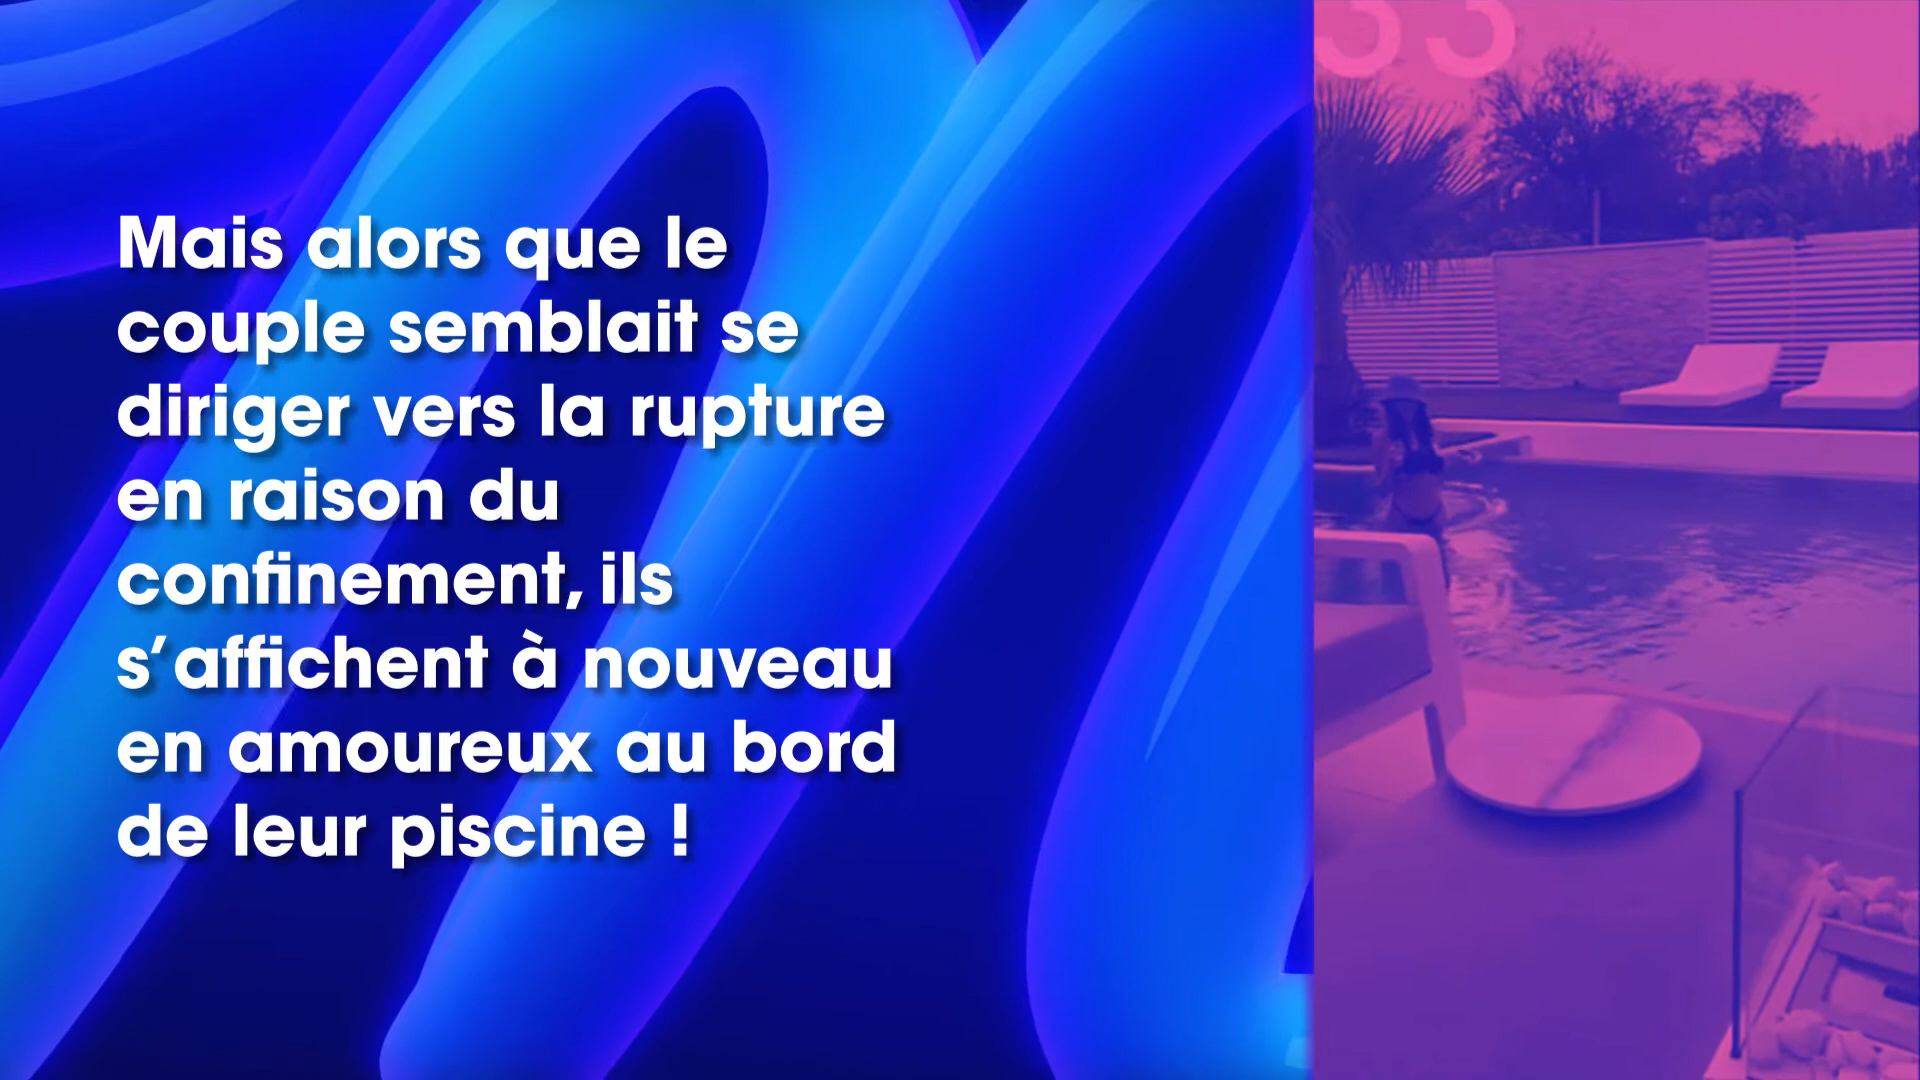 Mais alors que le
couple semblait se
diriger vers la rupture
en raison du
confinement, ils
s’affichent à nouveau
en amoureux au bord
de leur piscine !
33